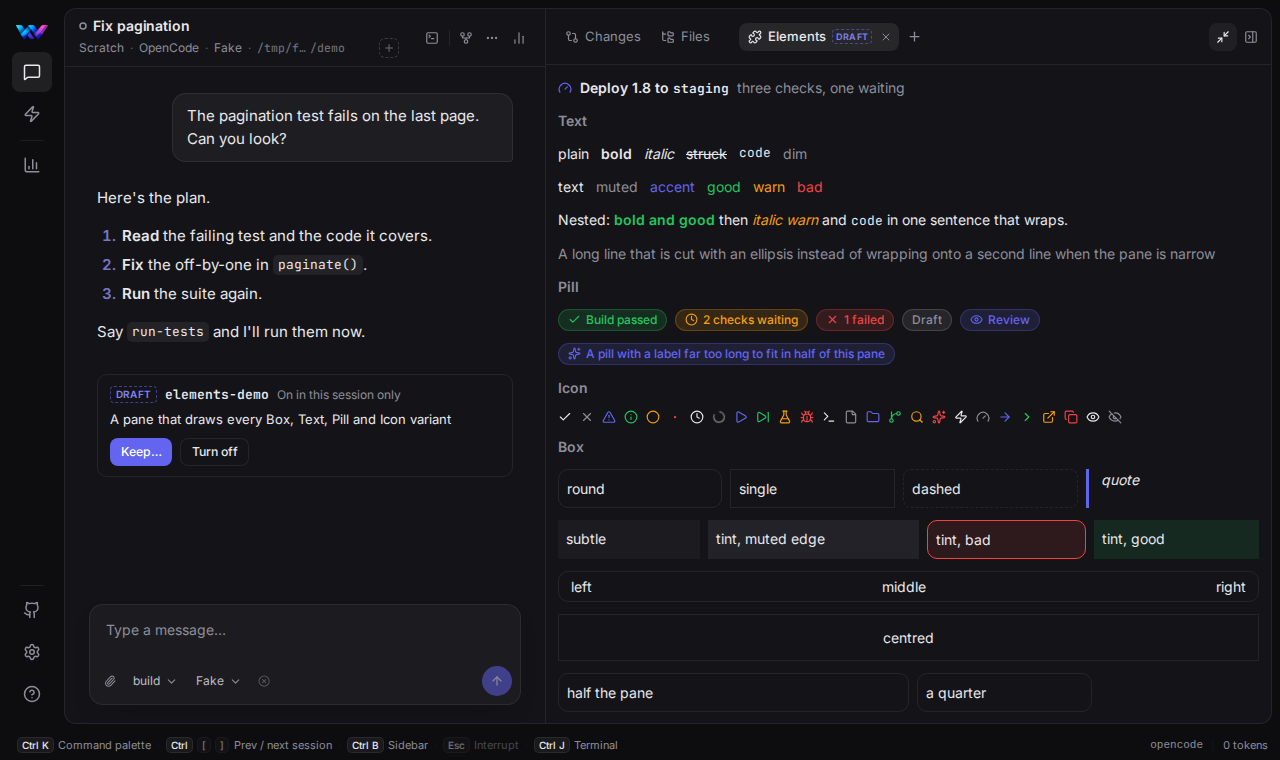 Fix pagination
Scratch · OpenCode · Fake · /tmp/f… /demo
Changes
Files
Elements DRAFT
The pagination test fails on the last page.
Can you look?
Here's the plan.
1. Read the failing test and the code it covers.
2. Fix the off-by-one in paginate().
3. Run the suite again.
Say run-tests and I'll run them now.
DRAFT elements-demo On in this session only
A pane that draws every Box, Text, Pill and Icon variant
Keep...
Turn off
Type a message...
build
Fake
Deploy 1.8 to staging three checks, one waiting
Text
plain bold italic struck code dim
text muted accent good warn bad
Nested: bold and good then italic warn and code in one sentence that wraps.
A long line that is cut with an ellipsis instead of wrapping onto a second line when the pane is narrow
Pill
Build passed
2 checks waiting
1 failed
Draft
Review
A pill with a label far too long to fit in half of this pane
Icon
Box
round
single
dashed
quote
subtle
tint, muted edge
tint, bad
tint, good
left
middle
right
centred
half the pane
a quarter
Ctrl K Command palette
Ctrl [ ] Prev / next session
Ctrl B Sidebar
Esc Interrupt
Ctrl J Terminal
opencode
0 tokens